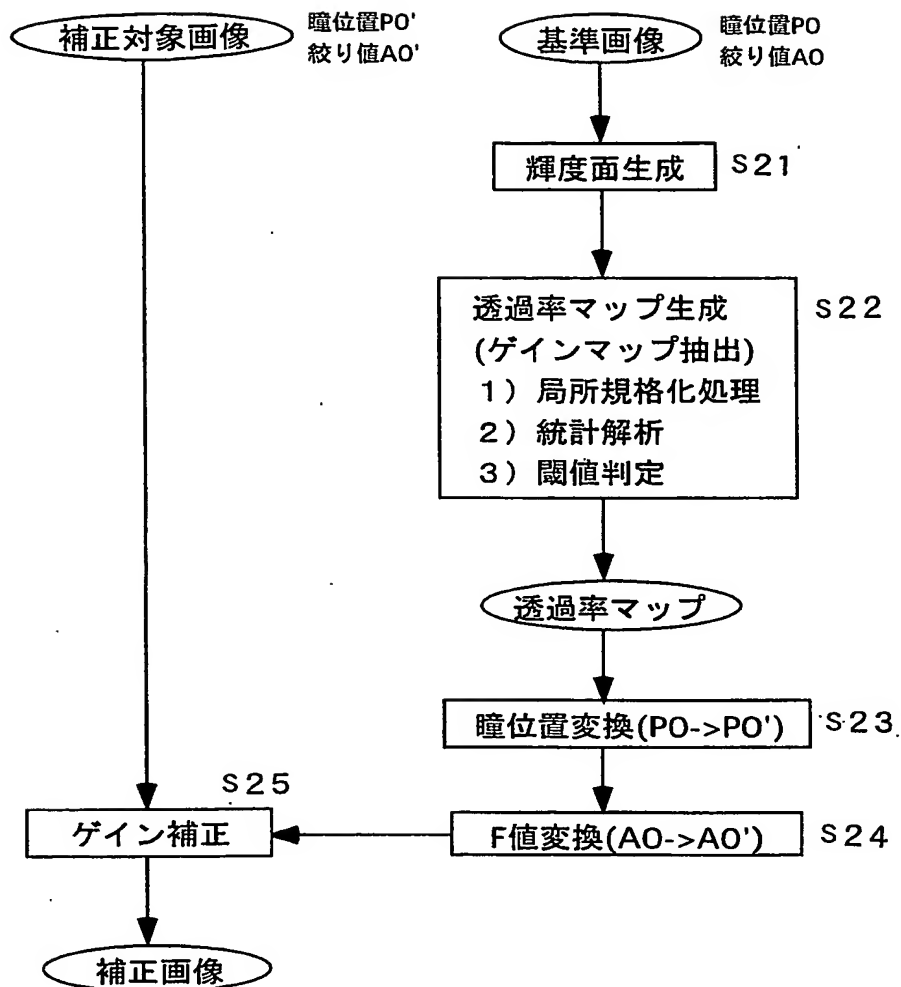 補正対象画像
瞳位置PO'
絞り値AO'
基準画像
瞳位置PO
絞り値AO
輝度面生成
S21
透過率マップ生成
(ゲインマップ抽出)
1) 局所規格化処理
2) 統計解析
3) 閾値判定
S22
透過率マップ
瞳位置変換(PO->PO')
S23
F値変換(AO->AO')
S24
S25
ゲイン補正
補正画像